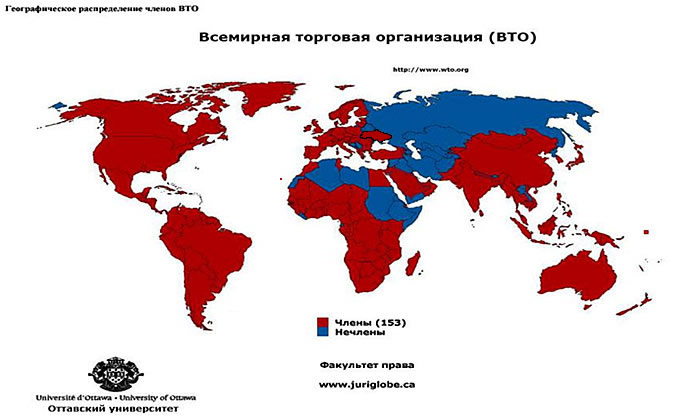 Географическое распределение членов ВТО
Всемирная торговая организация (ВТО)
http://www.wto.org
Члены (153)
Нечлены
Факультет права
www.juriglobe.ca
Université d'Ottawa • University of Ottawa
Оттавский университет